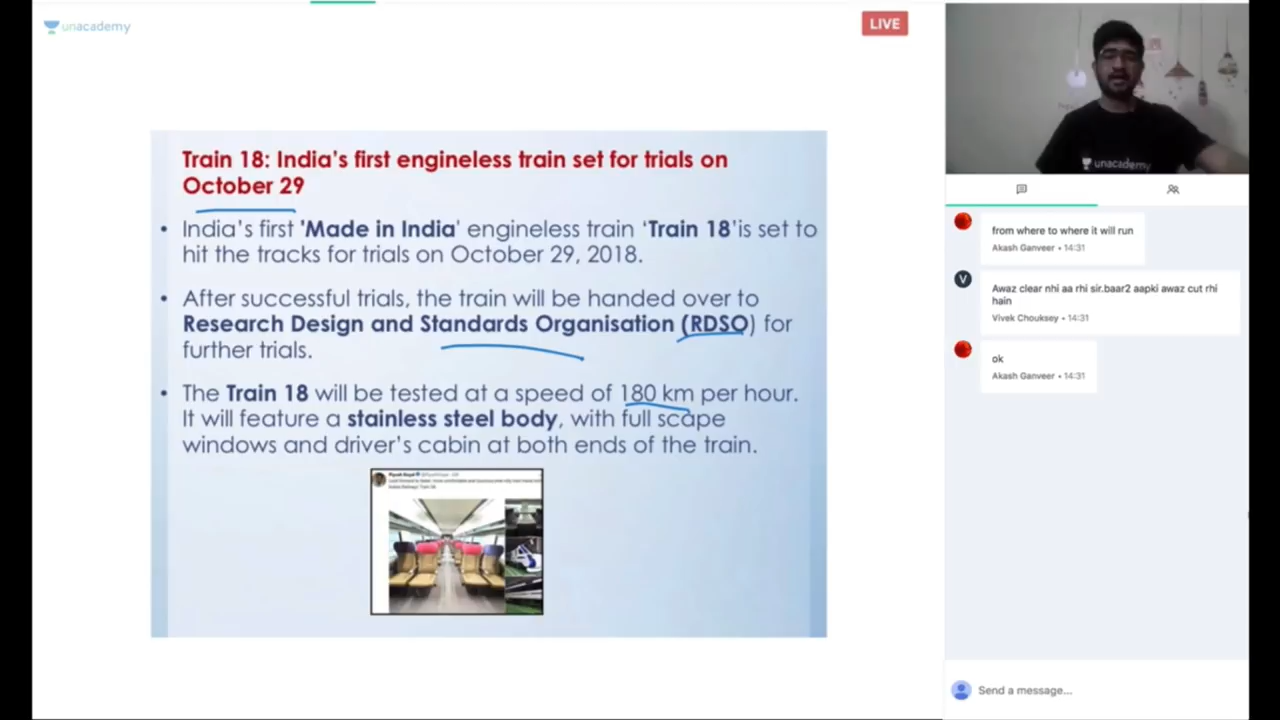 unacademy
LIVE
Train 18: India’s first engineless train set for trials on
October 29
• India’s first 'Made in India' engineless train ‘Train 18’is set to
hit the tracks for trials on October 29, 2018.
• After successful trials, the train will be handed over to
Research Design and Standards Organisation (RDSO) for
further trials.
• The Train 18 will be tested at a speed of 180 km per hour.
It will feature a stainless steel body, with full scape
windows and driver’s cabin at both ends of the train.
unacademy
from where to where it will run
Akash Ganveer • 14:31
V
Awaz clear nhi aa rhi sir.baar2 aapki awaz cut rhi
hain
Vivek Chouksey • 14:31
ok
Akash Ganveer • 14:31
Send a message...